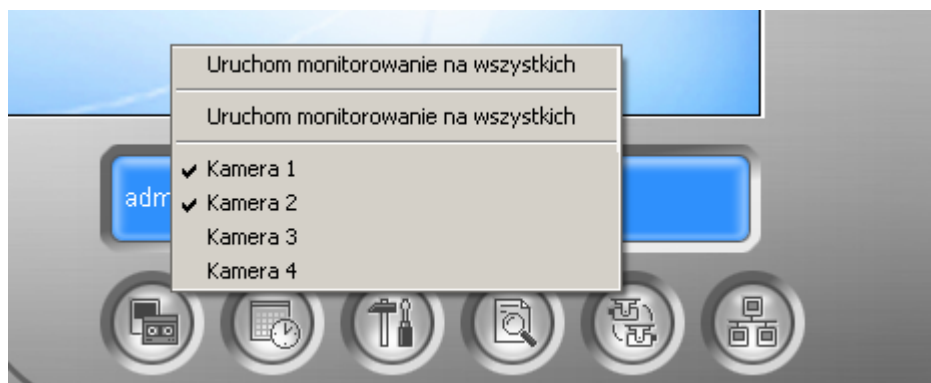 Uruchom monitorowanie na wszystkich
Uruchom monitorowanie na wszystkich
Kamera 1
Kamera 2
Kamera 3
Kamera 4